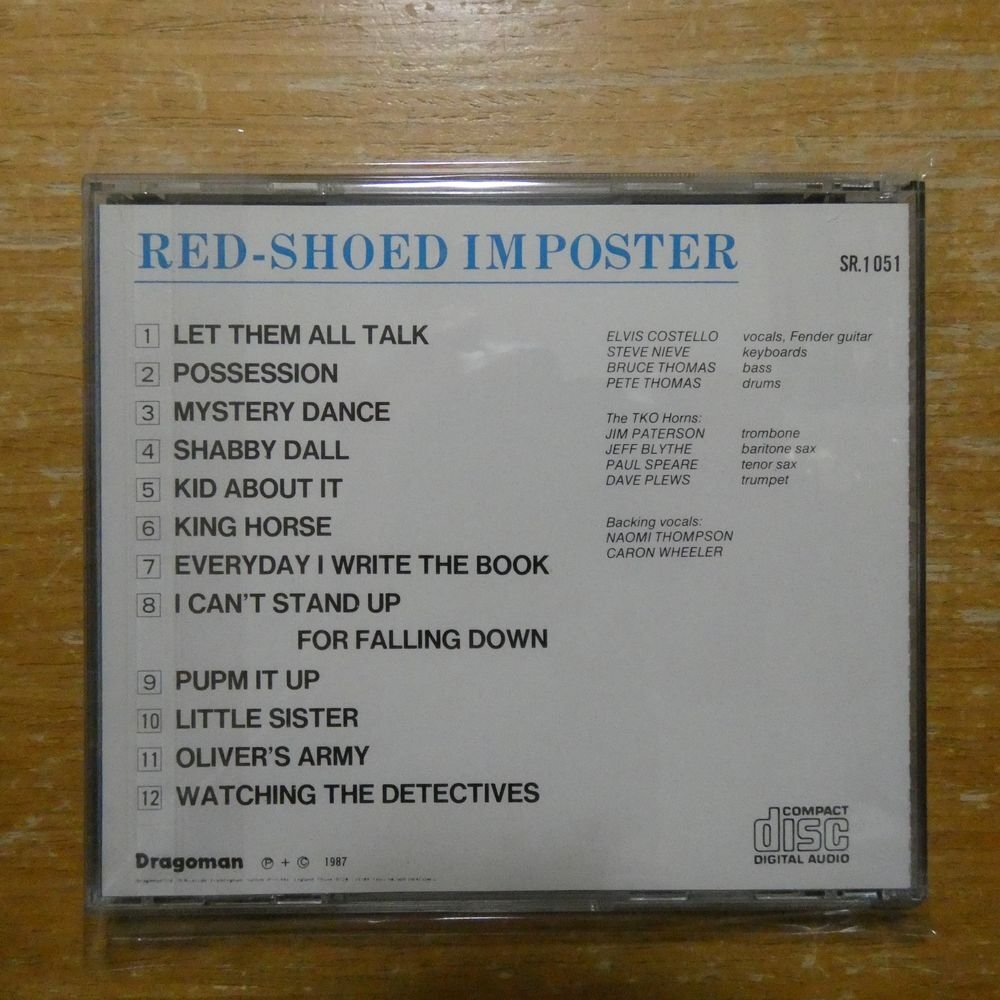 RED-SHOED IMPOSTER
SR.1051
1 LET THEM ALL TALK
2 POSSESSION
3 MYSTERY DANCE
4 SHABBY DALL
5 KID ABOUT IT
6 KING HORSE
7 EVERYDAY I WRITE THE BOOK
8 I CAN'T STAND UP
FOR FALLING DOWN
9 PUPM IT UP
10 LITTLE SISTER
11 OLIVER'S ARMY
12 WATCHING THE DETECTIVES
ELVIS COSTELLO vocals, Fender guitar
STEVE NIEVE keyboards
BRUCE THOMAS bass
PETE THOMAS drums
The TKO Horns:
JIM PATERSON trombone
JEFF BLYTHE baritone sax
PAUL SPEARE tenor sax
DAVE PLEWS trumpet
Backing vocals:
NAOMI THOMPSON
CARON WHEELER
Dragoman ℗ + © 1987
COMPACT
disc
DIGITAL AUDIO